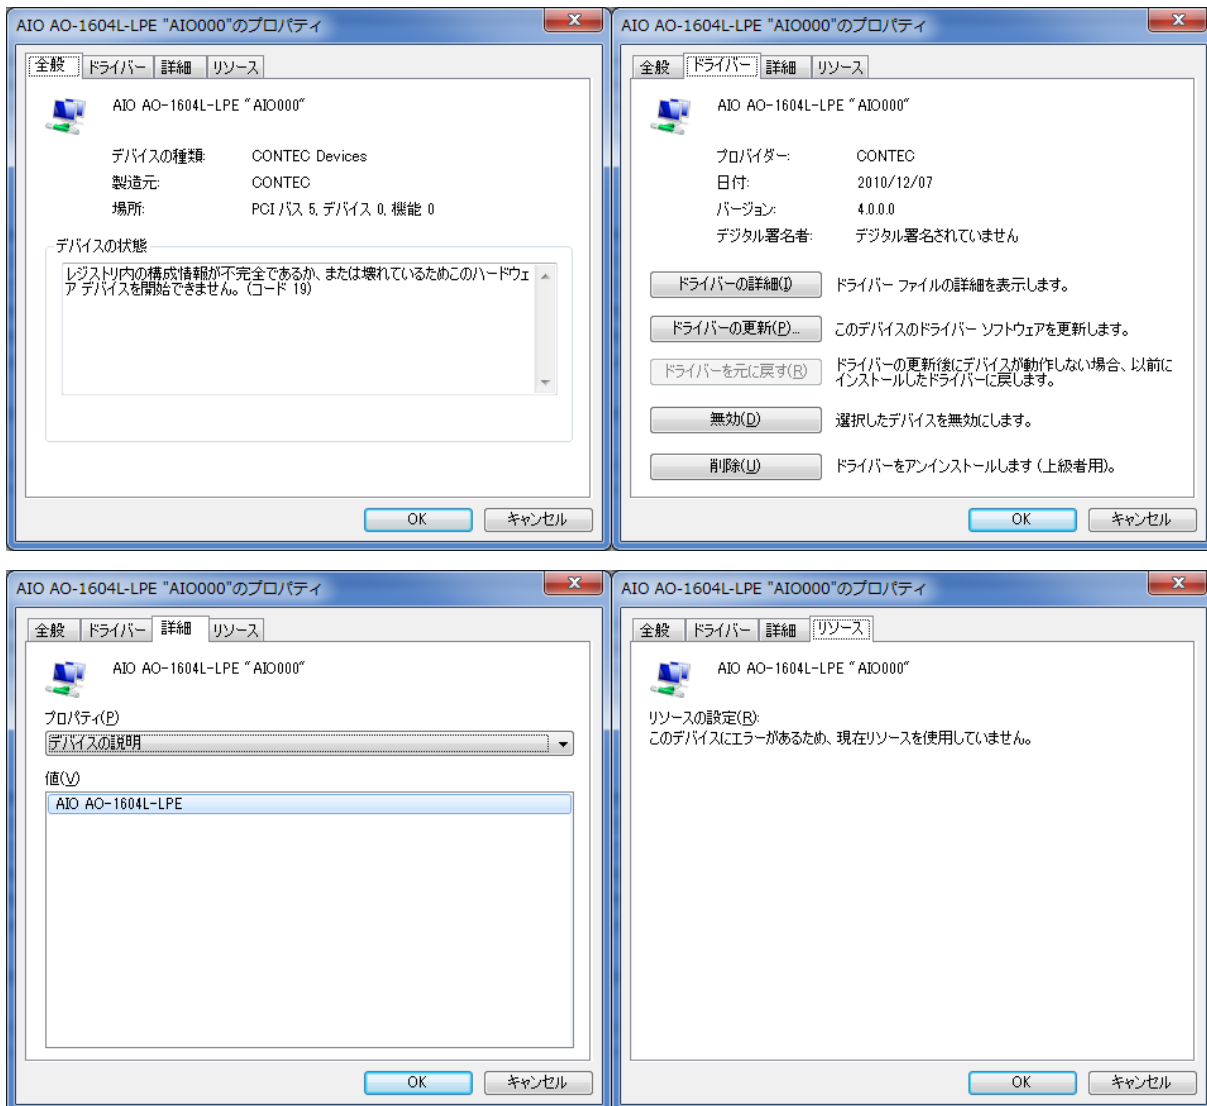 AIO AO-1604L-LPE "AIO000"のプロパティ
全般 ドライバー 詳細 リソース
AIO AO-1604L-LPE "AIO000"
デバイスの種類: CONTEC Devices
製造元: CONTEC
場所: PCI バス 5, デバイス 0, 機能 0
デバイスの状態
レジストリ内の構成情報が不完全であるか、または壊れているためこのハードウェ
ア デバイスを開始できません。 (コード 19)
OK キャンセル
AIO AO-1604L-LPE "AIO000"のプロパティ
全般 ドライバー 詳細 リソース
AIO AO-1604L-LPE "AIO000"
プロバイダー: CONTEC
日付: 2010/12/07
バージョン: 4.0.0.0
デジタル署名者: デジタル署名されていません
ドライバーの詳細(I) ドライバー ファイルの詳細を表示します。
ドライバーの更新(P)... このデバイスのドライバー ソフトウェアを更新します。
ドライバーを元に戻す(R) ドライバーの更新後にデバイスが動作しない場合、以前に
インストールしたドライバーに戻します。
無効(D) 選択したデバイスを無効にします。
削除(U) ドライバーをアンインストールします (上級者用)。
OK キャンセル
AIO AO-1604L-LPE "AIO000"のプロパティ
全般 ドライバー 詳細 リソース
AIO AO-1604L-LPE "AIO000"
プロパティ(P)
デバイスの説明
値(V)
AIO AO-1604L-LPE
OK キャンセル
AIO AO-1604L-LPE "AIO000"のプロパティ
全般 ドライバー 詳細 リソース
AIO AO-1604L-LPE "AIO000"
リソースの設定(R):
このデバイスにエラーがあるため、現在リソースを使用していません。
OK キャンセル